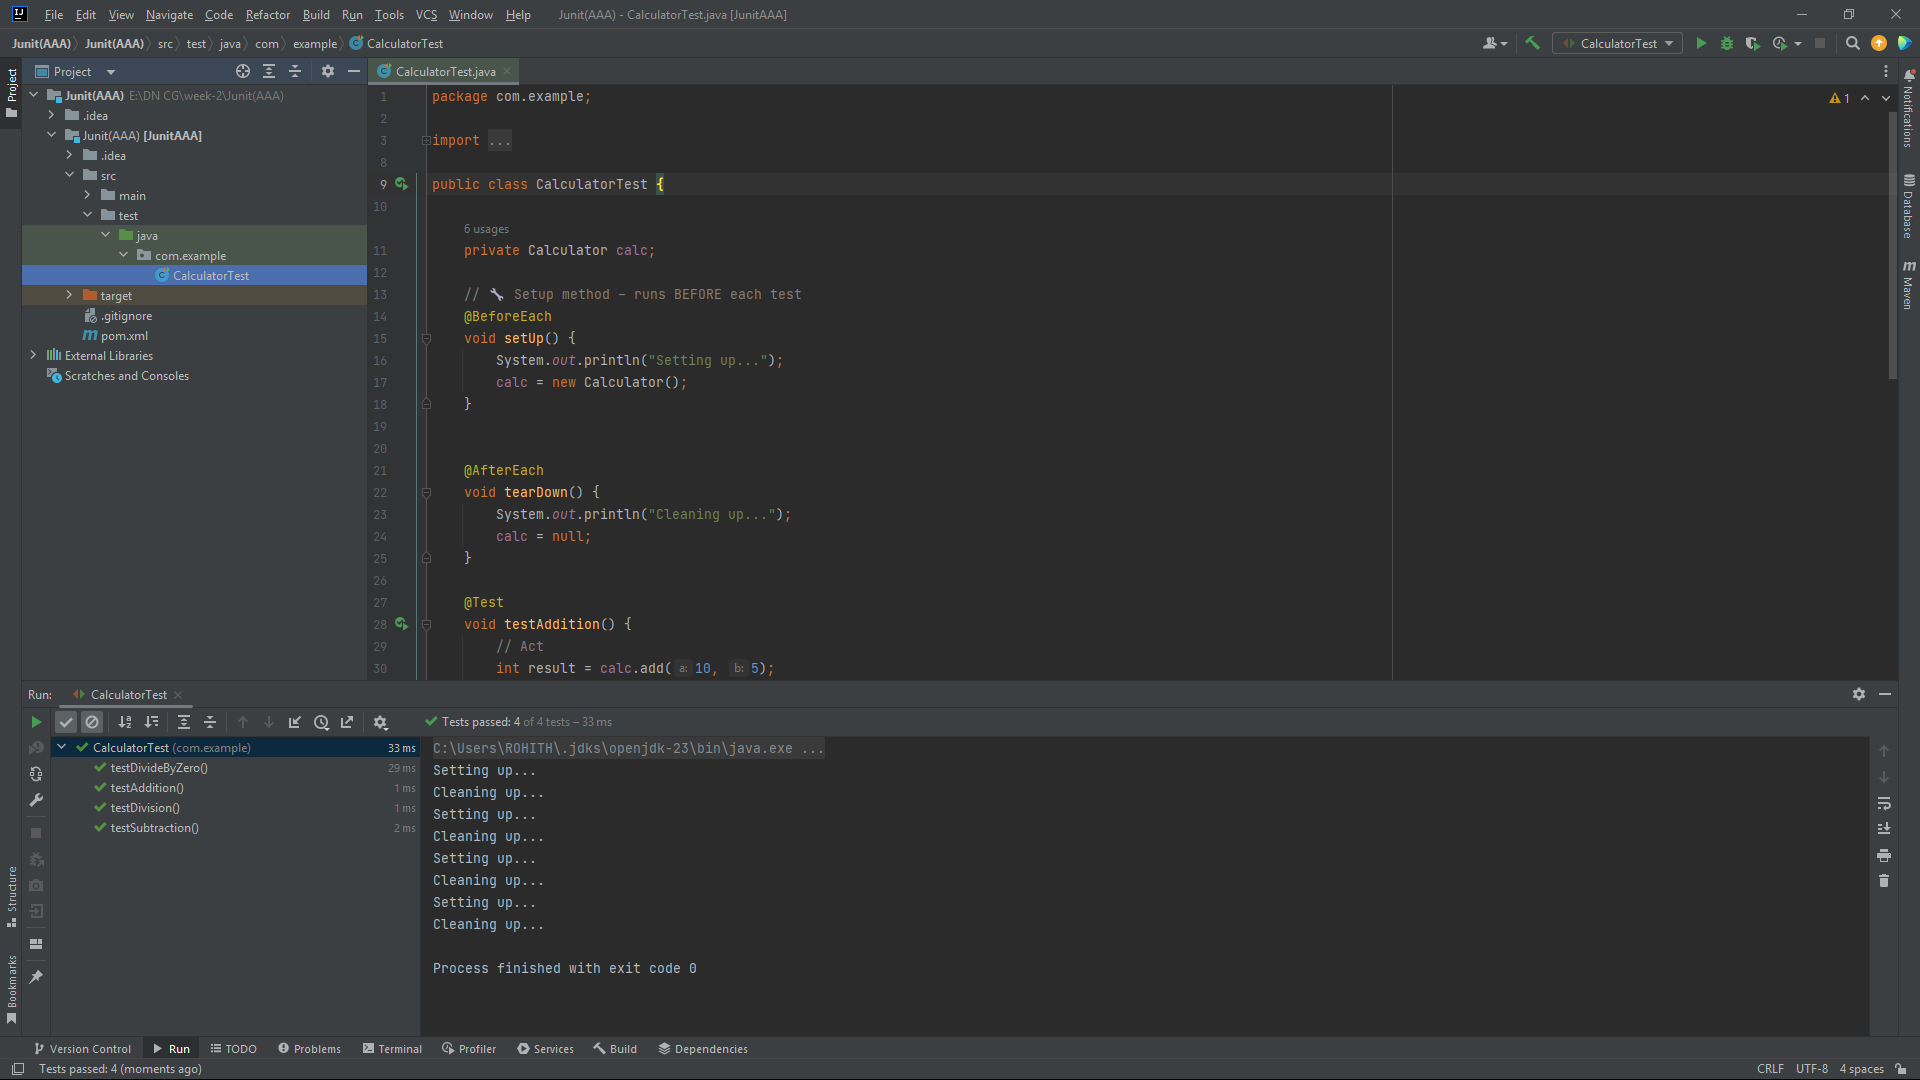 File Edit View Navigate Code Refactor Build Run Tools VCS Window Help Junit(AAA) - CalculatorTest.java [JunitAAA]
Junit(AAA) Junit(AAA) src test java com example CalculatorTest CalculatorTest
Project CalculatorTest.java
Junit(AAA) E:\DN CG\week-2\Junit(AAA)
.idea
Junit(AAA) [JunitAAA]
.idea
src
main
test
java
com.example
CalculatorTest
target
.gitignore
pom.xml
External Libraries
Scratches and Consoles
Project
Structure
Bookmarks
1 package com.example;
2
3 import ...
8
9 public class CalculatorTest {
10
6 usages
11 private Calculator calc;
12
13 // 🔧 Setup method – runs BEFORE each test
14 @BeforeEach
15 void setUp() {
16 System.out.println("Setting up...");
17 calc = new Calculator();
18 }
19
20
21 @AfterEach
22 void tearDown() {
23 System.out.println("Cleaning up...");
24 calc = null;
25 }
26
27 @Test
28 void testAddition() {
29 // Act
30 int result = calc.add( a: 10, b: 5);
1
Notifications
Database
Maven
Run: CalculatorTest
Tests passed: 4 of 4 tests – 33 ms
CalculatorTest (com.example) 33 ms
testDivideByZero() 29 ms
testAddition() 1 ms
testDivision() 1 ms
testSubtraction() 2 ms
C:\Users\ROHITH\.jdks\openjdk-23\bin\java.exe ...
Setting up...
Cleaning up...
Setting up...
Cleaning up...
Setting up...
Cleaning up...
Setting up...
Cleaning up...
Process finished with exit code 0
Version Control Run TODO Problems Terminal Profiler Services Build Dependencies
Tests passed: 4 (moments ago) CRLF UTF-8 4 spaces